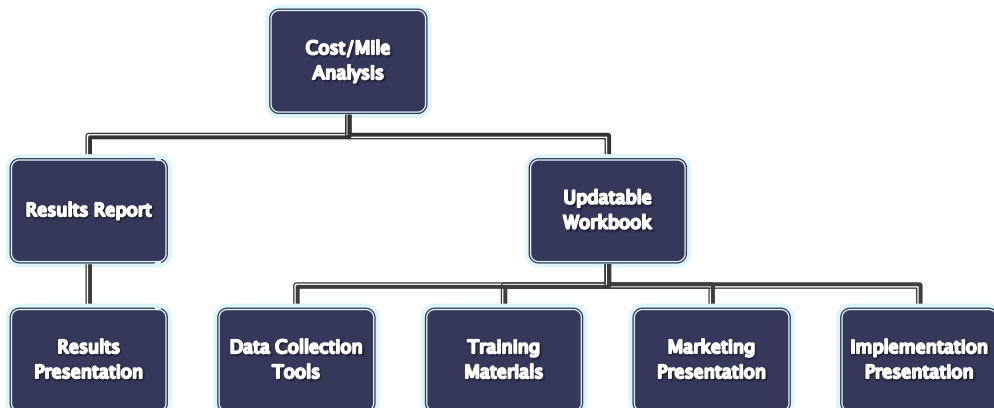 Cost/Mile
Analysis
Results Report
Updatable
Workbook
Results
Presentation
Data Collection
Tools
Training
Materials
Marketing
Presentation
Implementation
Presentation